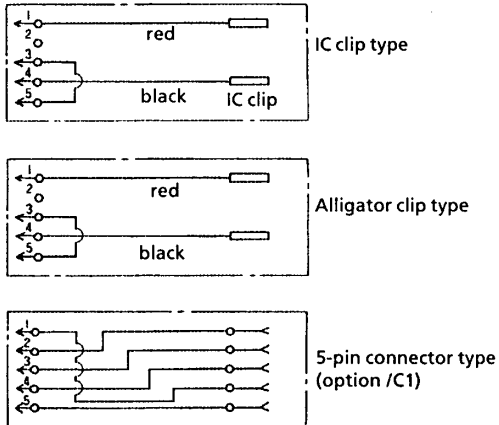 1
red
2
3
4
5
black
IC clip
IC clip type
1
red
2
3
4
5
black
Alligator clip type
1
2
3
4
5
5-pin connector type
(option /C1)